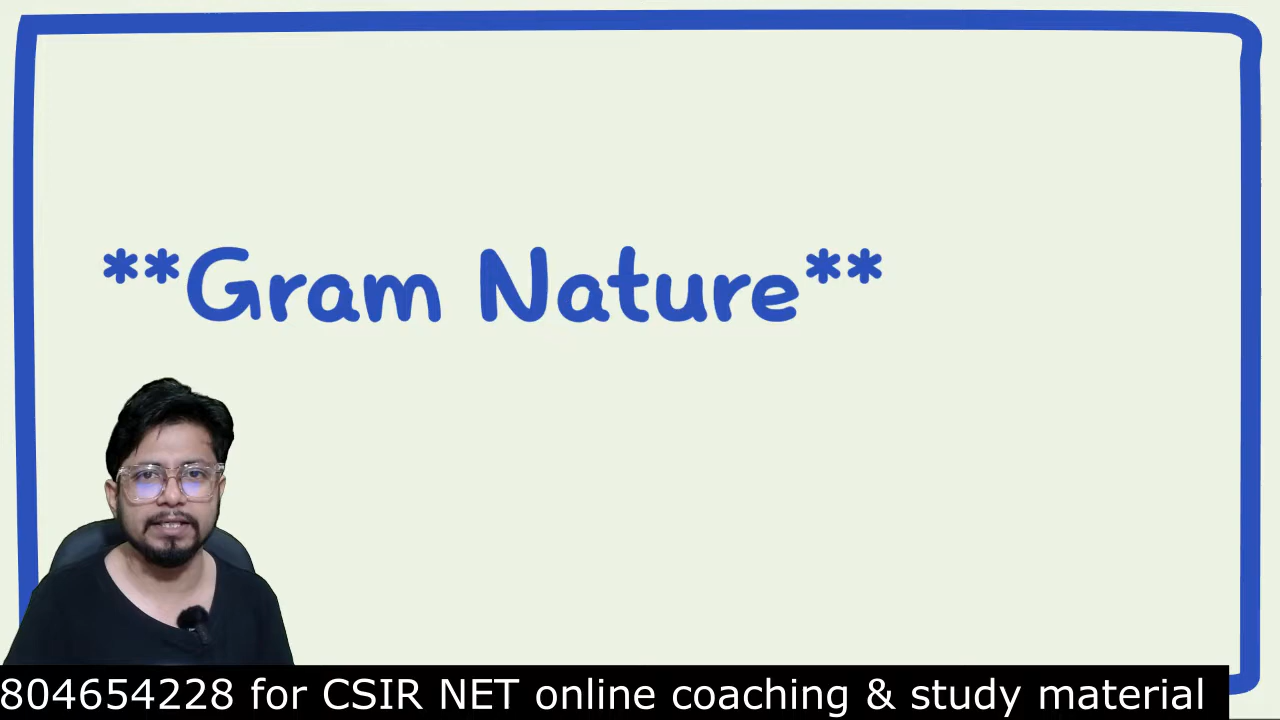 **Gram Nature**
804654228 for CSIR NET online coaching & study material